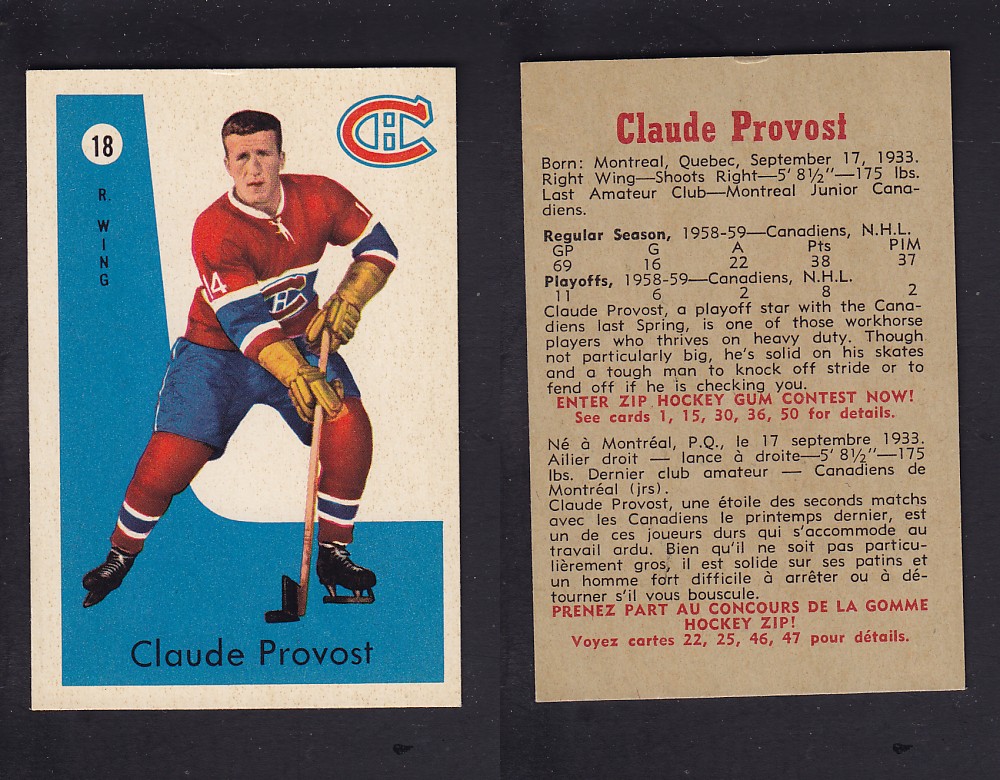 18
R. WING
14
1
CH
Claude Provost
Claude Provost
Born: Montreal, Quebec, September 17, 1933.
Right Wing—Shoots Right—5' 8½"—175 lbs.
Last Amateur Club—Montreal Junior Cana-
diens.
Regular Season, 1958-59—Canadiens, N.H.L.
GP G A Pts PIM
69 16 22 38 37
Playoffs, 1958-59—Canadiens, N.H.L.
11 6 2 8 2
Claude Provost, a playoff star with the Cana-
diens last Spring, is one of those workhorse
players who thrives on heavy duty. Though
not particularly big, he's solid on his skates
and a tough man to knock off stride or to
fend off if he is checking you.
ENTER ZIP HOCKEY GUM CONTEST NOW!
See cards 1, 15, 30, 36, 50 for details.
Né à Montréal, P.Q., le 17 septembre 1933.
Ailier droit — lance à droite—5' 8½"—175
lbs. Dernier club amateur — Canadiens de
Montréal (jrs).
Claude Provost, une étoile des seconds matchs
avec les Canadiens le printemps dernier, est
un de ces joueurs durs qui s'accommode au
travail ardu. Bien qu'il ne soit pas particu-
lièrement gros, il est solide sur ses patins et
un homme fort difficile à arrêter ou à dé-
tourner s'il vous bouscule.
PRENEZ PART AU CONCOURS DE LA GOMME
HOCKEY ZIP!
Voyez cartes 22, 25, 46, 47 pour détails.